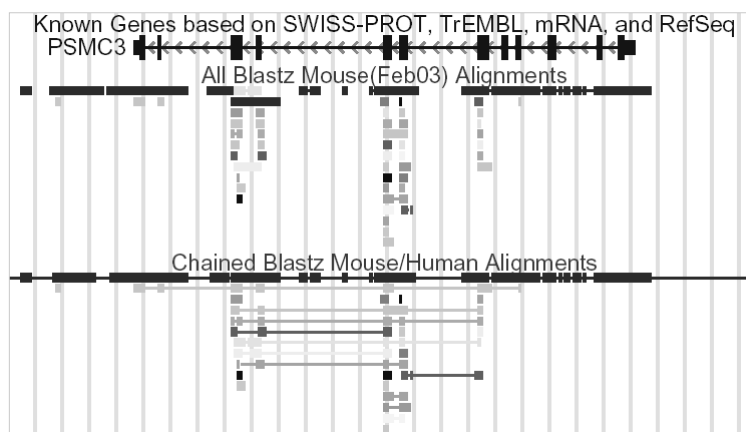 Known Genes based on SWISS-PROT, TrEMBL, mRNA, and RefSeq
PSMC3
All Blastz Mouse(Feb03) Alignments
Chained Blastz Mouse/Human Alignments